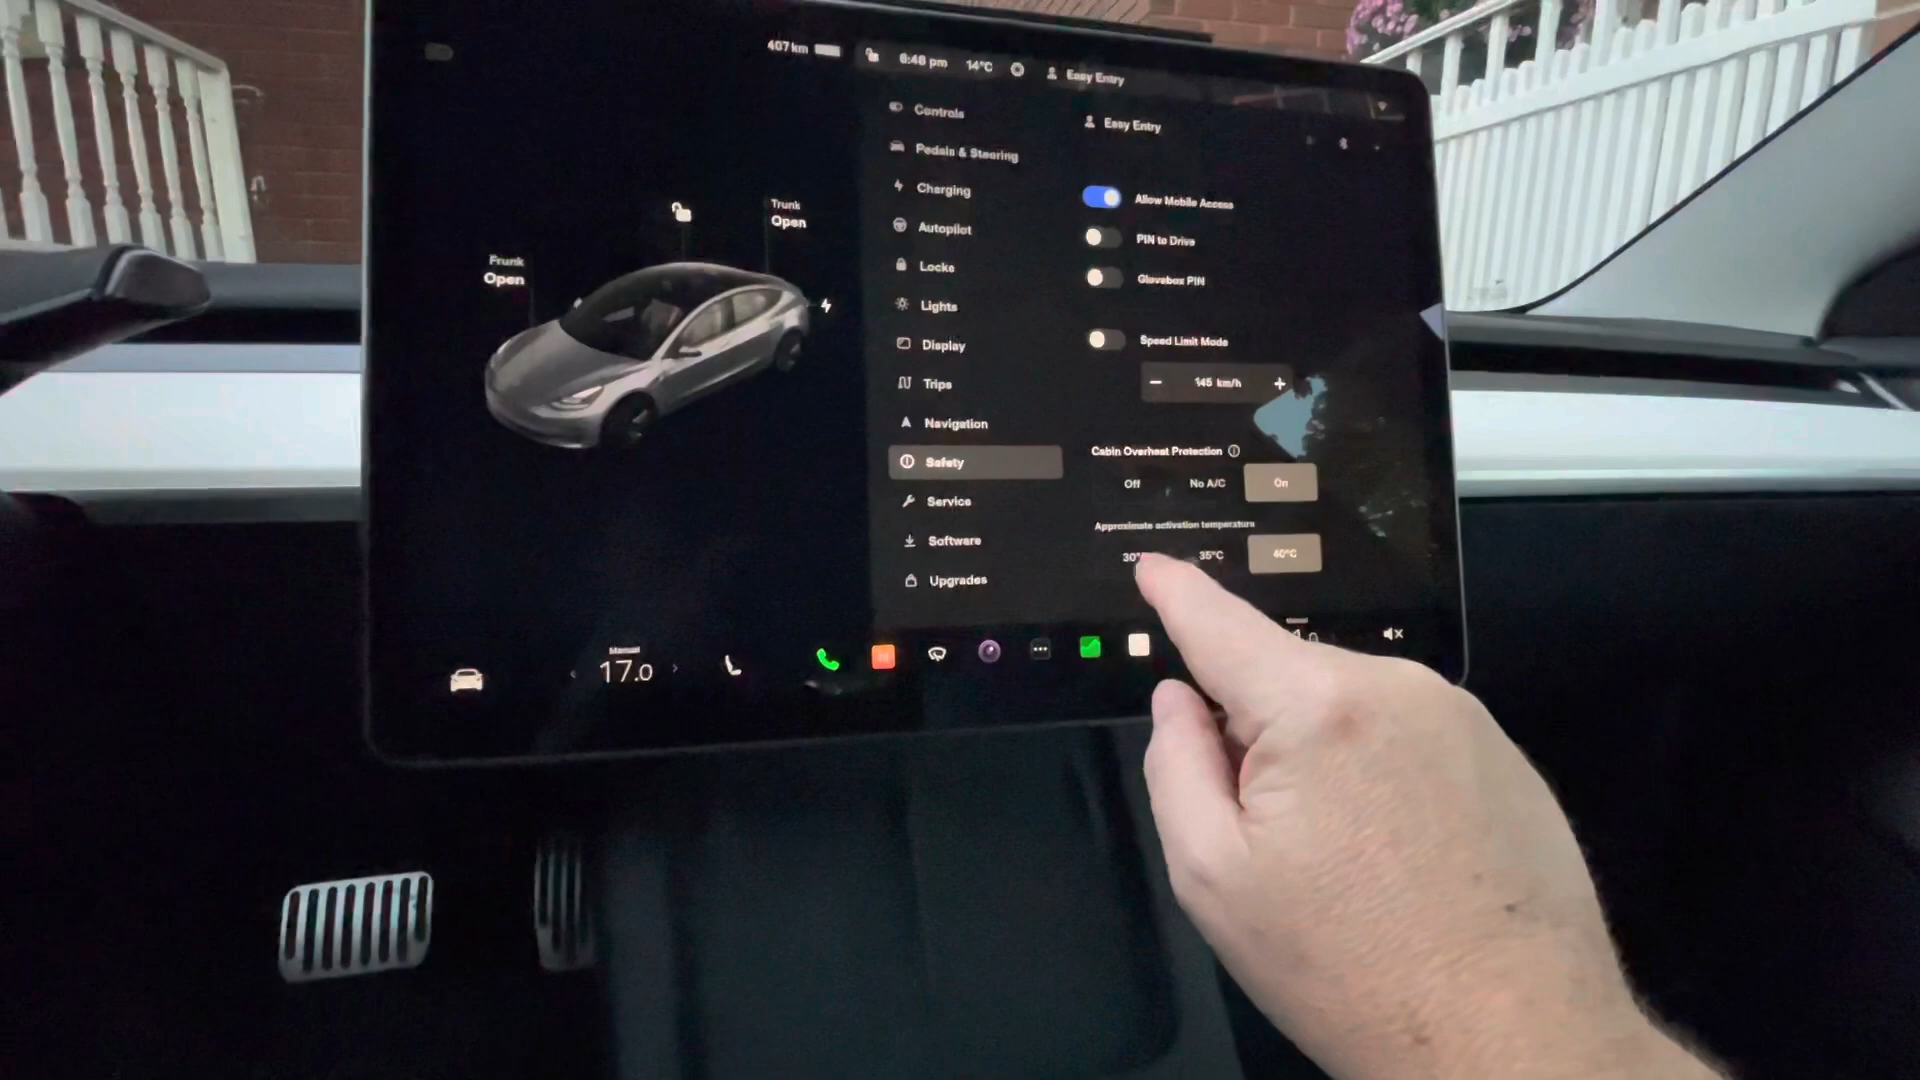 407 km
6:48 pm
14°C
Easy Entry
Controls
Pedals & Steering
Charging
Autopilot
Locks
Lights
Display
Trips
Navigation
Safety
Service
Software
Upgrades
Easy Entry
Allow Mobile Access
PIN to Drive
Glovebox PIN
Speed Limit Mode
− 145 km/h +
Cabin Overheat Protection
Off No A/C On
Approximate activation temperature
35°C 40°C
Trunk
Open
Frunk
Open
Manual
17.0